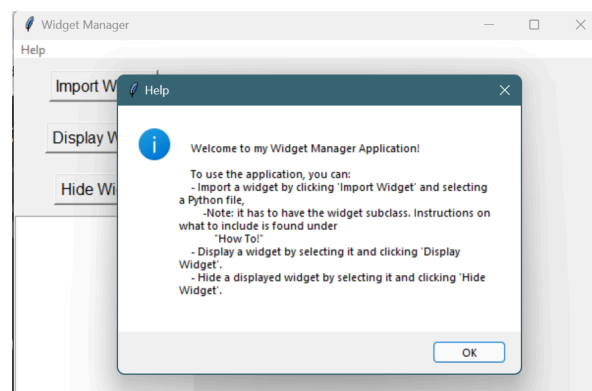 Widget Manager
Help
Import W
Help
Display W
Hide Wi
Welcome to my Widget Manager Application!
To use the application, you can:
- Import a widget by clicking 'Import Widget' and selecting
a Python file,
-Note: it has to have the widget subclass. Instructions on
what to include is found under
"How To!"
- Display a widget by selecting it and clicking 'Display
Widget'.
- Hide a displayed widget by selecting it and clicking 'Hide
Widget'.
OK